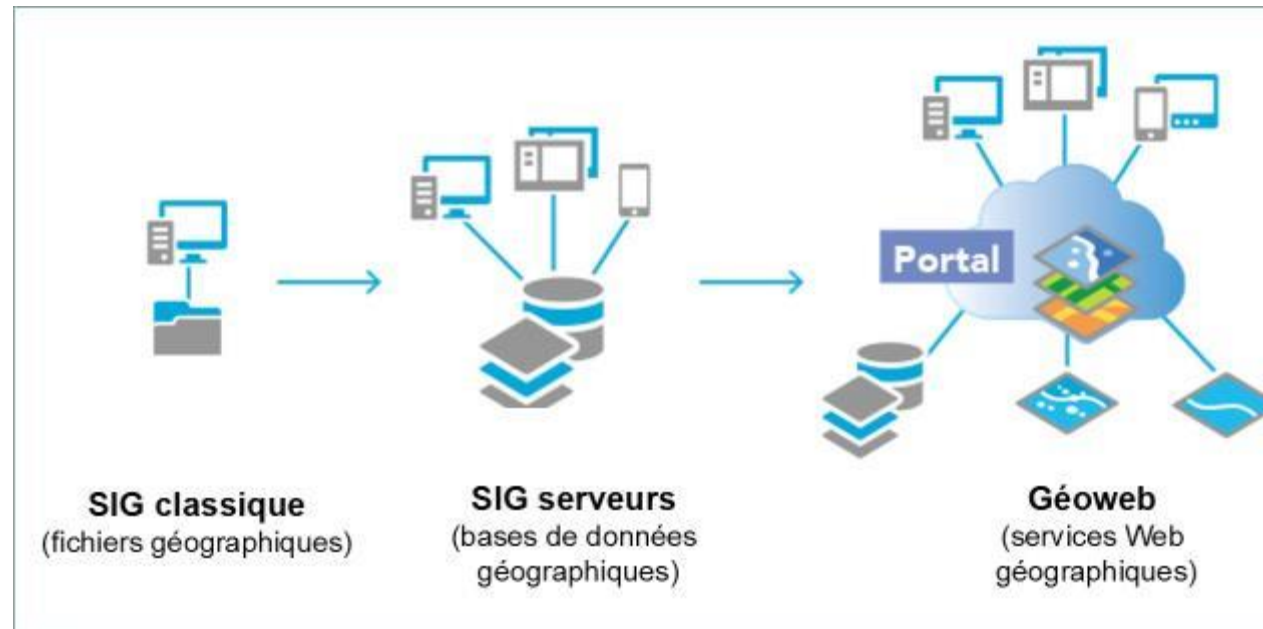 Portal
SIG classique
(fichiers géographiques)
SIG serveurs
(bases de données
géographiques)
Géoweb
(services Web
géographiques)